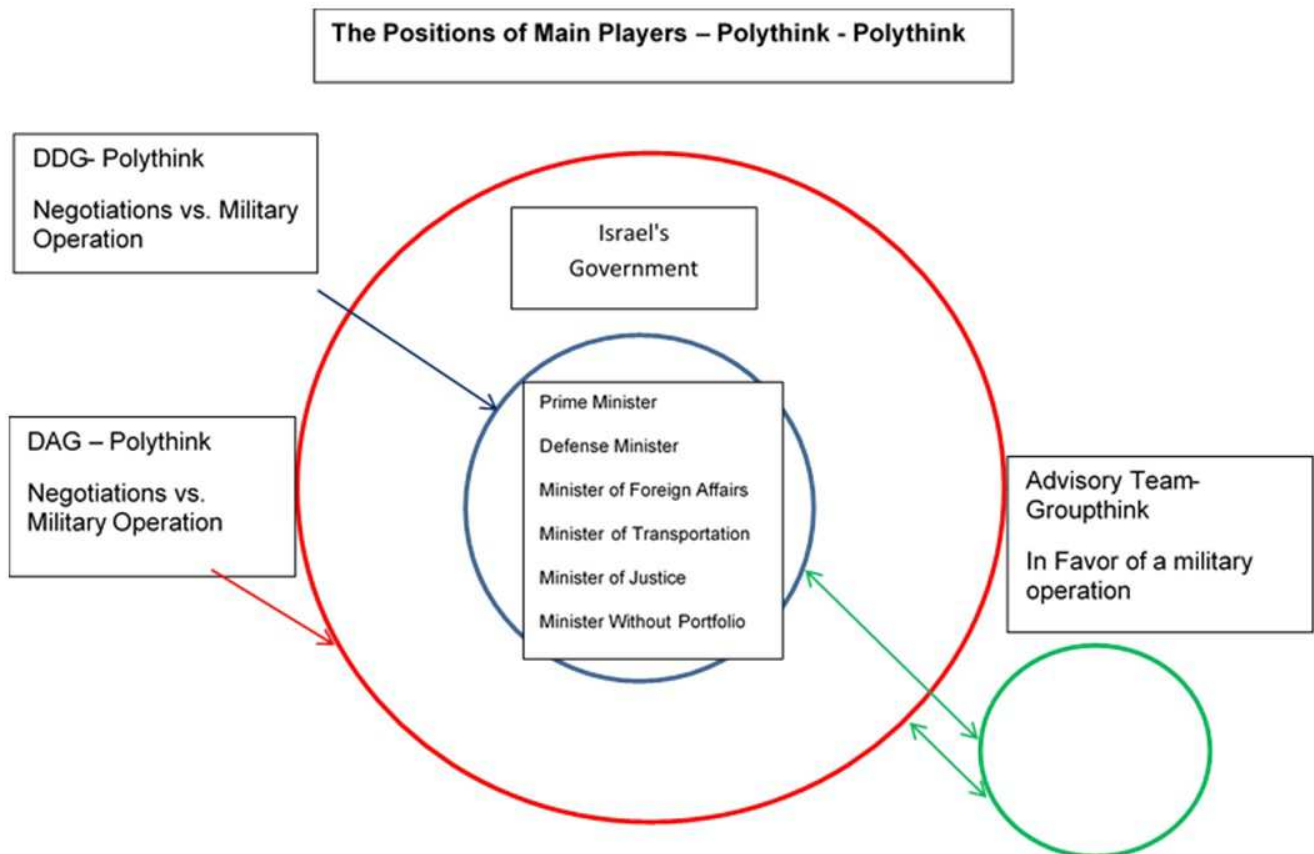 The Positions of Main Players – Polythink - Polythink
DDG- Polythink
Negotiations vs. Military
Operation
Israel's
Government
Prime Minister
Defense Minister
Minister of Foreign Affairs
Minister of Transportation
Minister of Justice
Minister Without Portfolio
DAG – Polythink
Negotiations vs.
Military Operation
Advisory Team-
Groupthink
In Favor of a military
operation